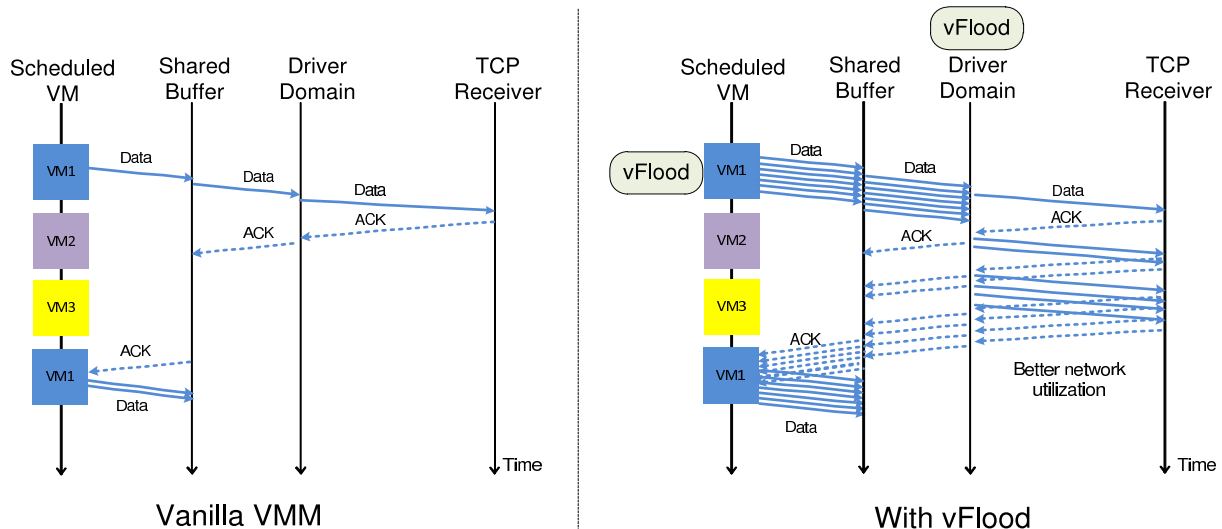 Scheduled
VM
Shared
Buffer
Driver
Domain
TCP
Receiver
VM1
Data
Data
Data
ACK
ACK
VM2
VM3
ACK
VM1
Data
Time
Vanilla VMM
vFlood
Scheduled
VM
Shared
Buffer
Driver
Domain
TCP
Receiver
vFlood
VM1
Data
Data
Data
ACK
ACK
VM2
VM3
ACK
VM1
Better network
utilization
Data
Time
With vFlood